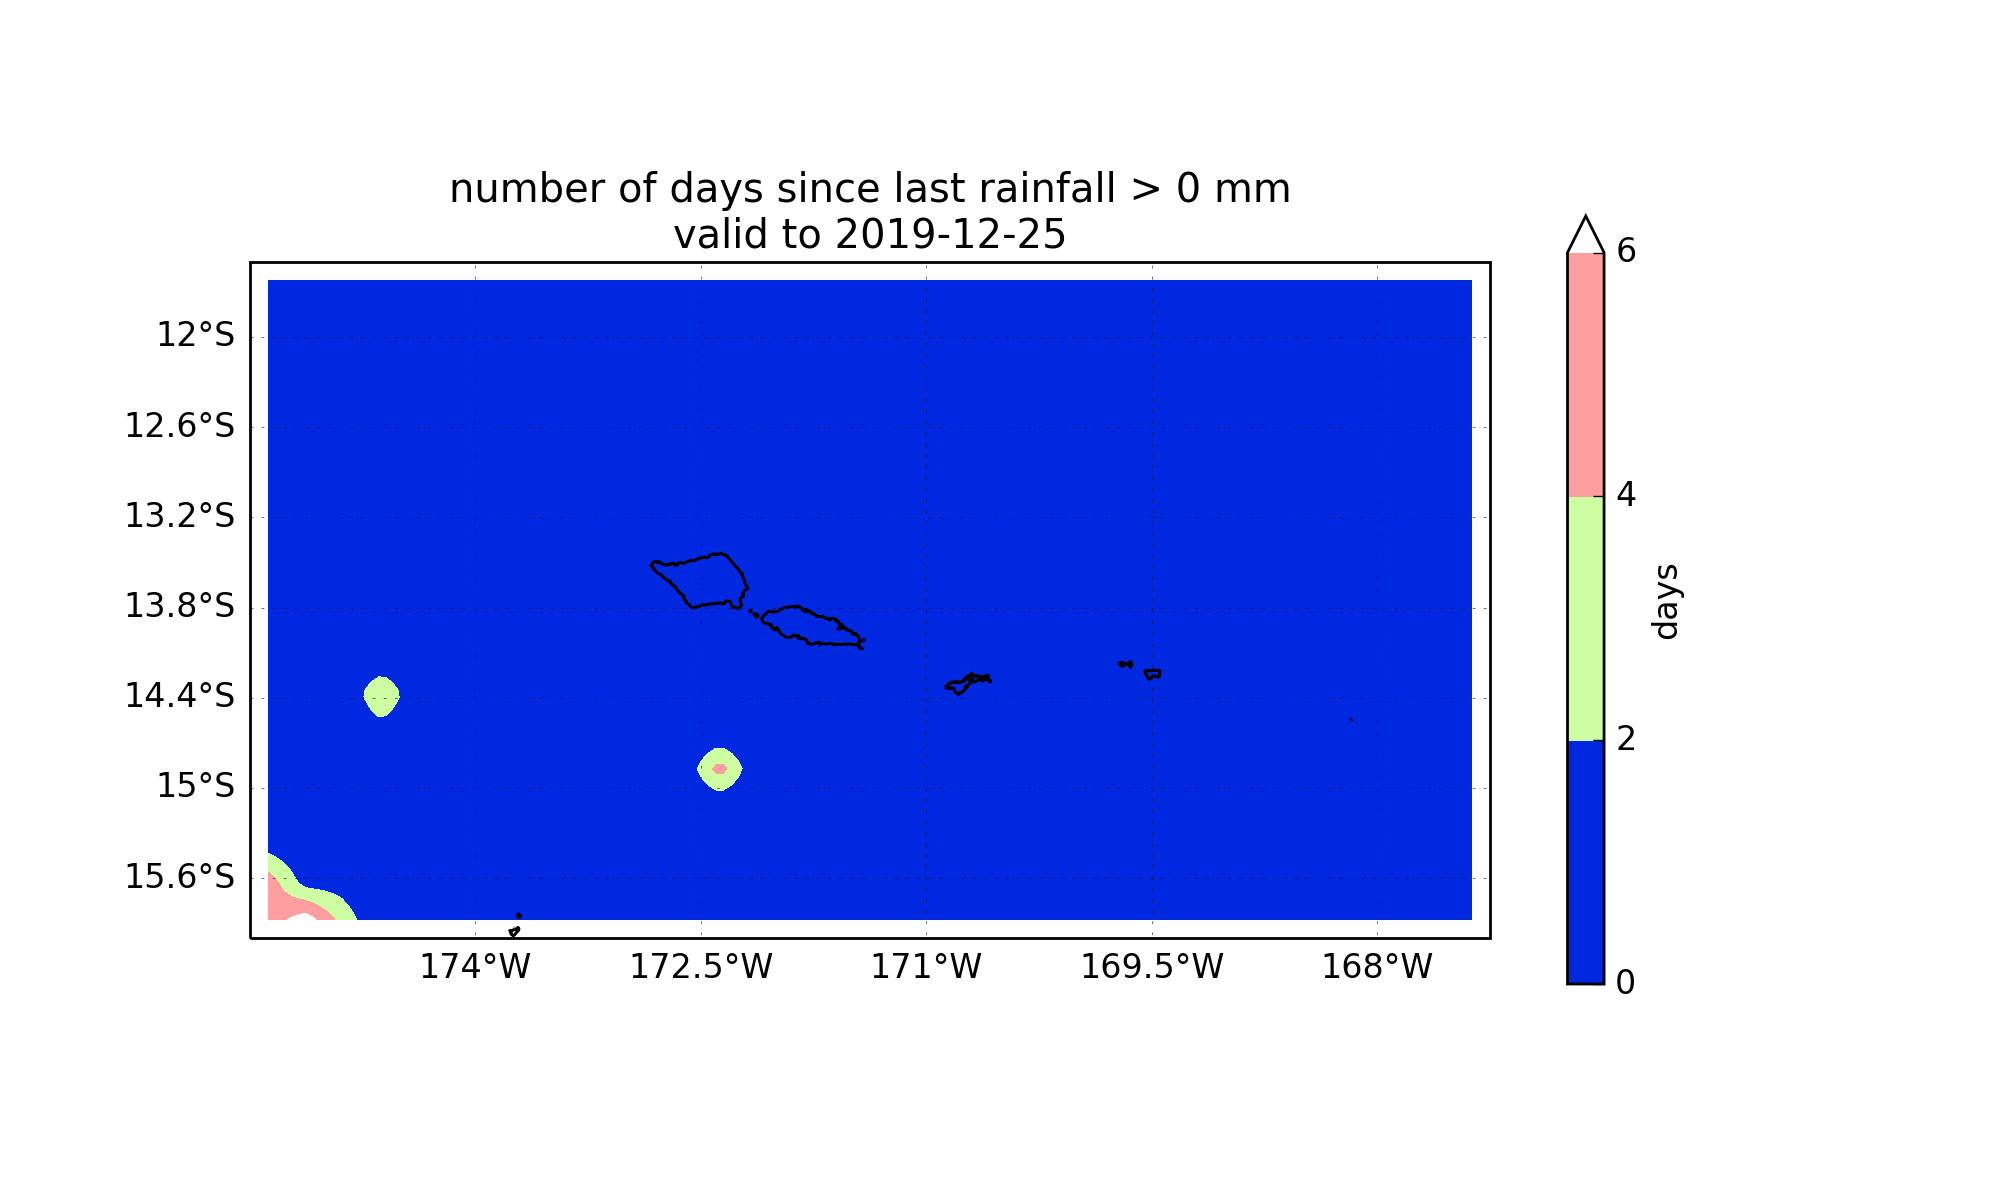 number of days since last rainfall > 0 mm
valid to 2019-12-25
12°S
12.6°S
13.2°S
13.8°S
14.4°S
15°S
15.6°S
174°W
172.5°W
171°W
169.5°W
168°W
6
4
2
0
days